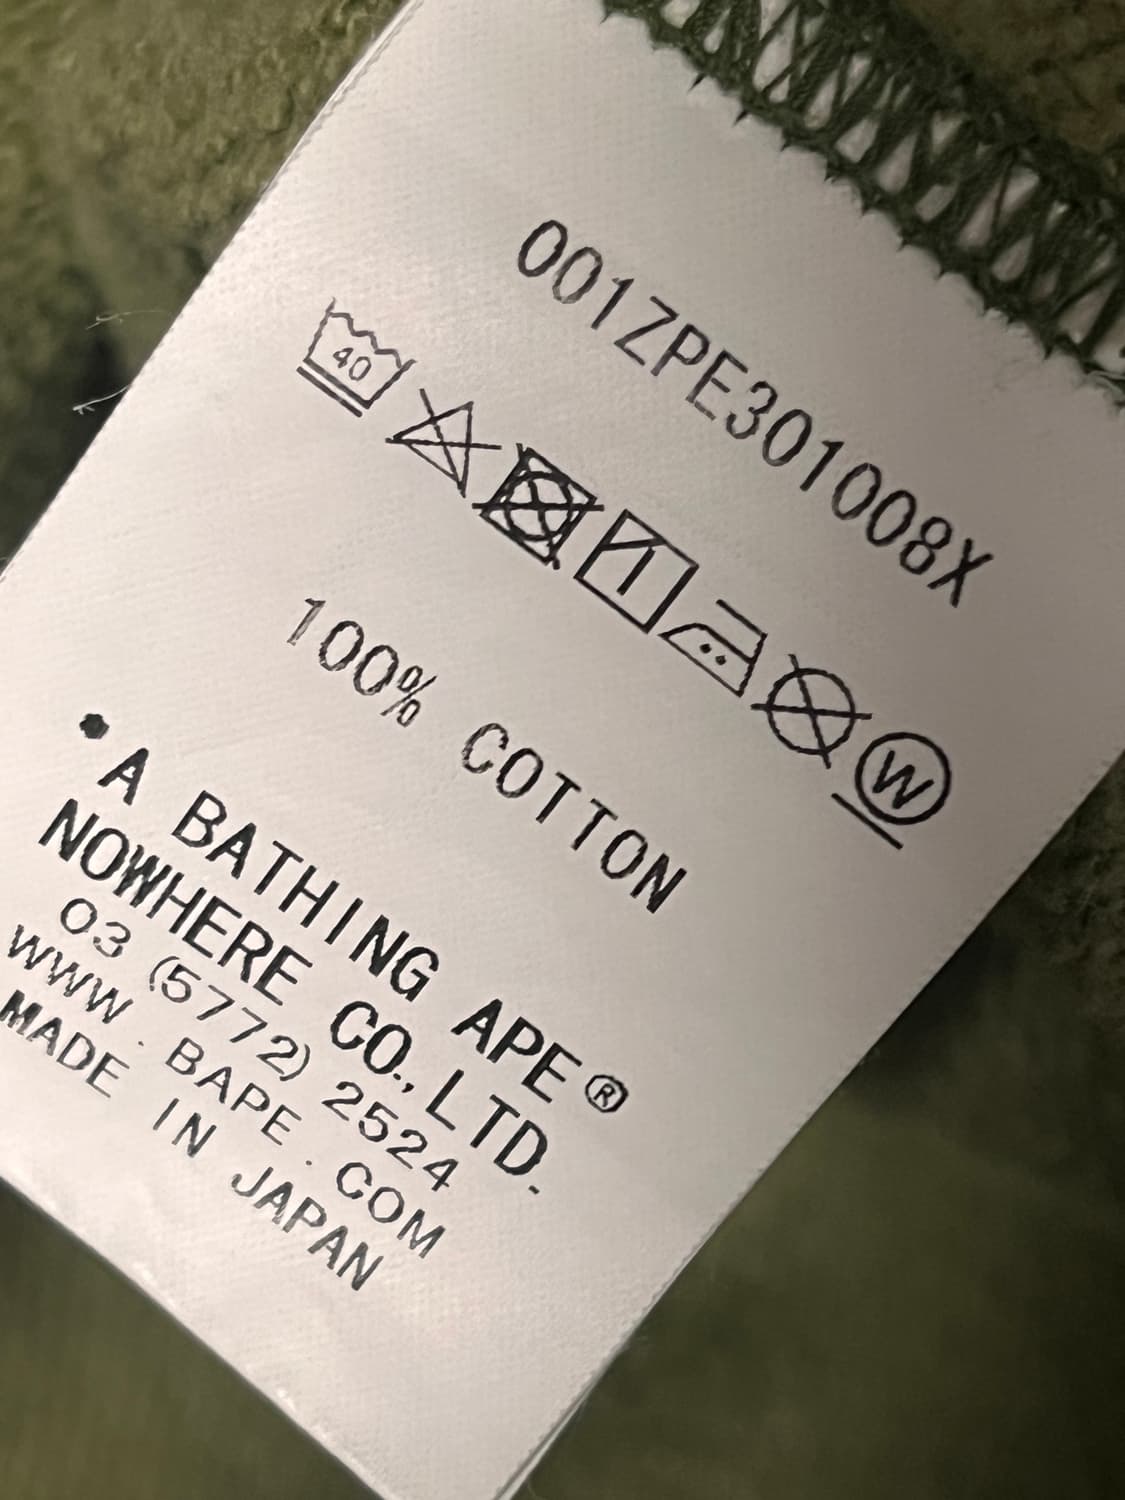 001ZPE301008X
40
W
100% COTTON
•A BATHING APE®
NOWHERE CO.,LTD.
03 (5772) 2524
WWW.BAPE.COM
MADE IN JAPAN